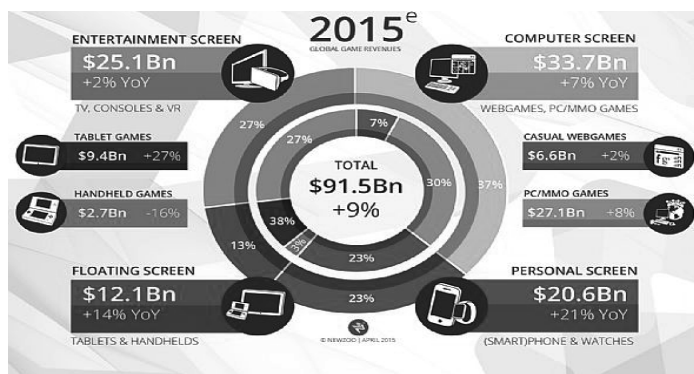 2015e
GLOBAL GAME REVENUES
ENTERTAINMENT SCREEN
$25.1Bn
+2% YoY
TV, CONSOLES & VR
COMPUTER SCREEN
$33.7Bn
+7% YoY
WEBGAMES, PC/MMO GAMES
TABLET GAMES
$9.4Bn +27%
HANDHELD GAMES
$2.7Bn -16%
CASUAL WEBGAMES
$6.6Bn +2%
PC/MMO GAMES
$27.1Bn +8%
27%
27%
7%
30%
37%
38%
3%
13%
23%
23%
TOTAL
$91.5Bn
+9%
FLOATING SCREEN
$12.1Bn
+14% YoY
TABLETS & HANDHELDS
PERSONAL SCREEN
$20.6Bn
+21% YoY
(SMART)PHONE & WATCHES
© NEWZOO | APRIL 2015